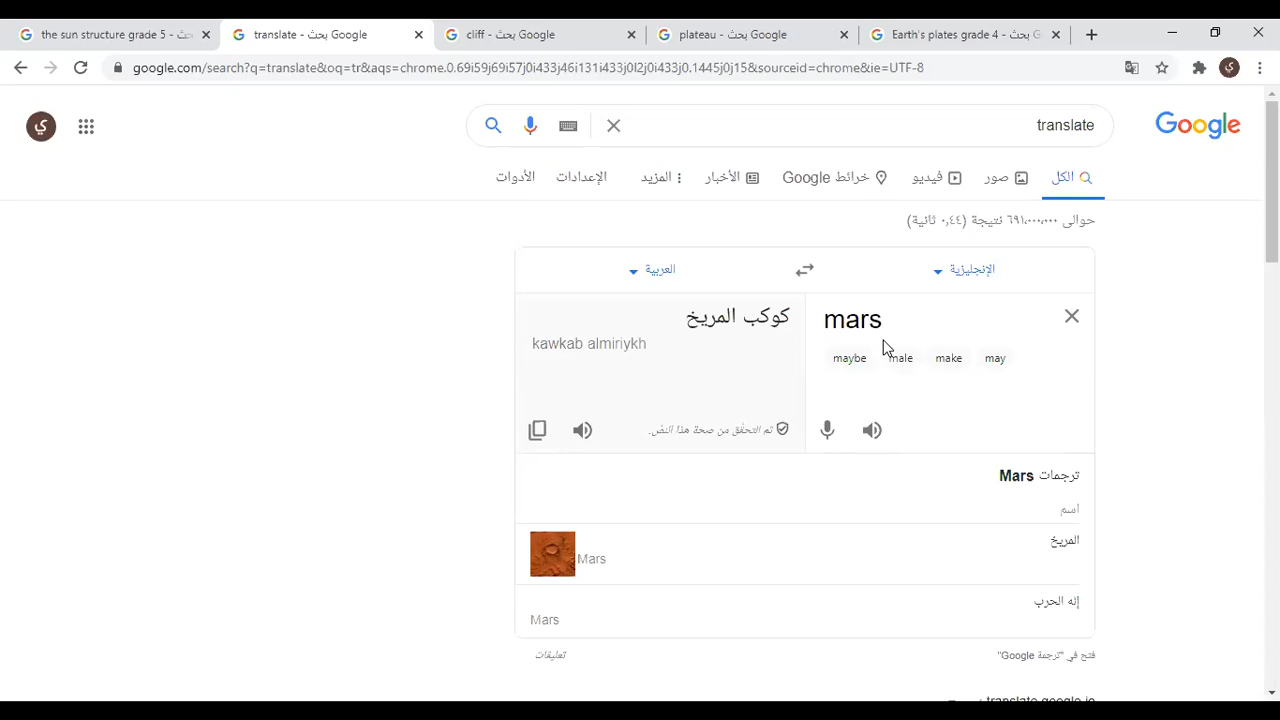 the sun structure grade 5 - بحث
translate - بحث Google
cliff - بحث Google
plateau - بحث Google
Earth's plates grade 4 - بحث G
google.com/search?q=translate&oq=tr&aqs=chrome.0.69i59j69i57j0i433j46i131i433j0l2j0i433j0.1445j0j15&sourceid=chrome&ie=UTF-8
ي
ي
translate
Google
الكل
صور
فيديو
خرائط Google
الأخبار
المزيد
الإعدادات
الأدوات
حوالى ٦٩١٬٠٠٠٬٠٠٠ نتيجة (٠٫٤٤ ثانية)
الإنجليزية
العربية
mars
maybe male make may
كوكب المريخ
kawkab almiriykh
تم التحقّق من صحة هذا النصّ.
ترجمات Mars
اسم
المريخ
Mars
إله الحرب
Mars
فتح في "ترجمة Google"
تعليقات